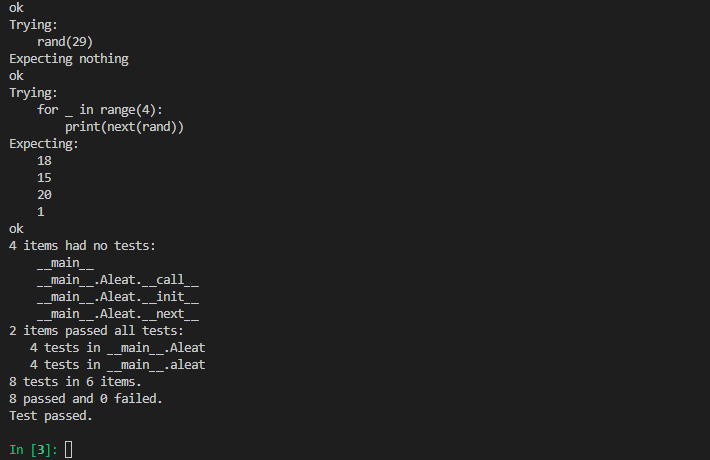 ok
Trying:
    rand(29)
Expecting nothing
ok
Trying:
    for _ in range(4):
        print(next(rand))
Expecting:
    18
    15
    20
    1
ok
4 items had no tests:
    __main__
    __main__.Aleat.__call__
    __main__.Aleat.__init__
    __main__.Aleat.__next__
2 items passed all tests:
   4 tests in __main__.Aleat
   4 tests in __main__.aleat
8 tests in 6 items.
8 passed and 0 failed.
Test passed.
In [3]: